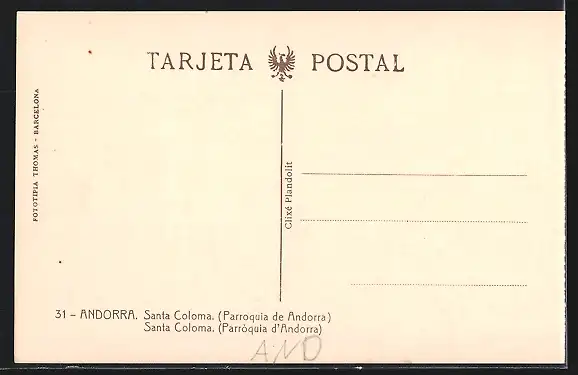 TARJETA POSTAL
FOTOTIPIA THOMAS - BARCELONA
Clixé Plandolit
31 - ANDORRA. Santa Coloma. (Parroquia de Andorra)
Santa Coloma. (Parròquia d'Andorra)
AND